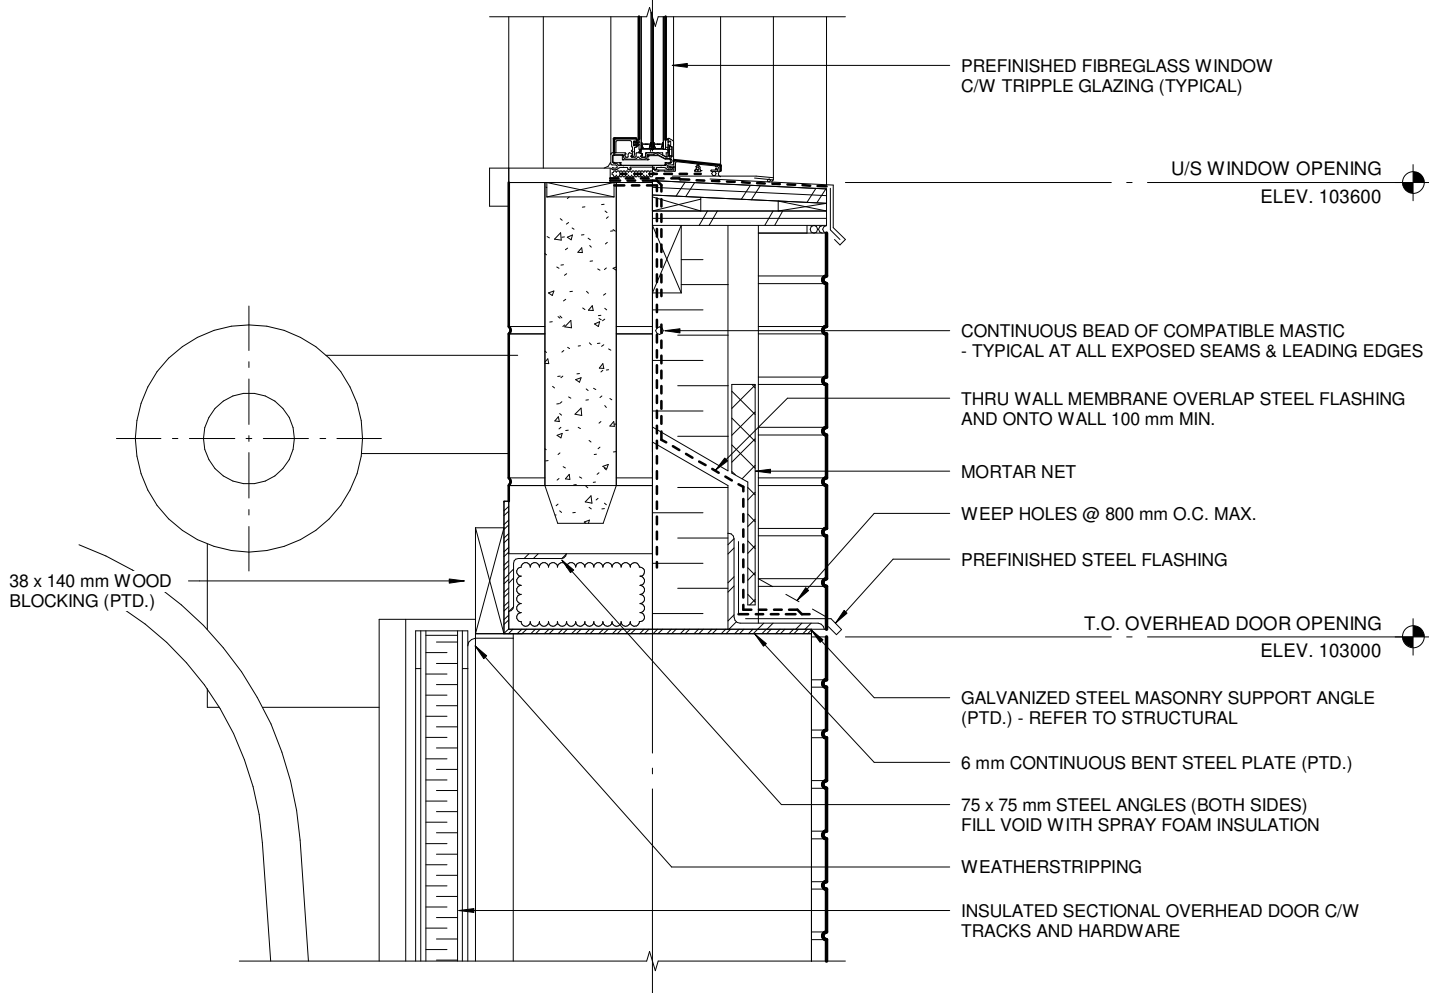 PREFINISHED FIBREGLASS WINDOW
C/W TRIPPLE GLAZING (TYPICAL)
U/S WINDOW OPENING
ELEV. 103600
CONTINUOUS BEAD OF COMPATIBLE MASTIC
- TYPICAL AT ALL EXPOSED SEAMS & LEADING EDGES
THRU WALL MEMBRANE OVERLAP STEEL FLASHING
AND ONTO WALL 100 mm MIN.
MORTAR NET
WEEP HOLES @ 800 mm O.C. MAX.
PREFINISHED STEEL FLASHING
38 x 140 mm WOOD
BLOCKING (PTD.)
T.O. OVERHEAD DOOR OPENING
ELEV. 103000
GALVANIZED STEEL MASONRY SUPPORT ANGLE
(PTD.) - REFER TO STRUCTURAL
6 mm CONTINUOUS BENT STEEL PLATE (PTD.)
75 x 75 mm STEEL ANGLES (BOTH SIDES)
FILL VOID WITH SPRAY FOAM INSULATION
WEATHERSTRIPPING
INSULATED SECTIONAL OVERHEAD DOOR C/W
TRACKS AND HARDWARE